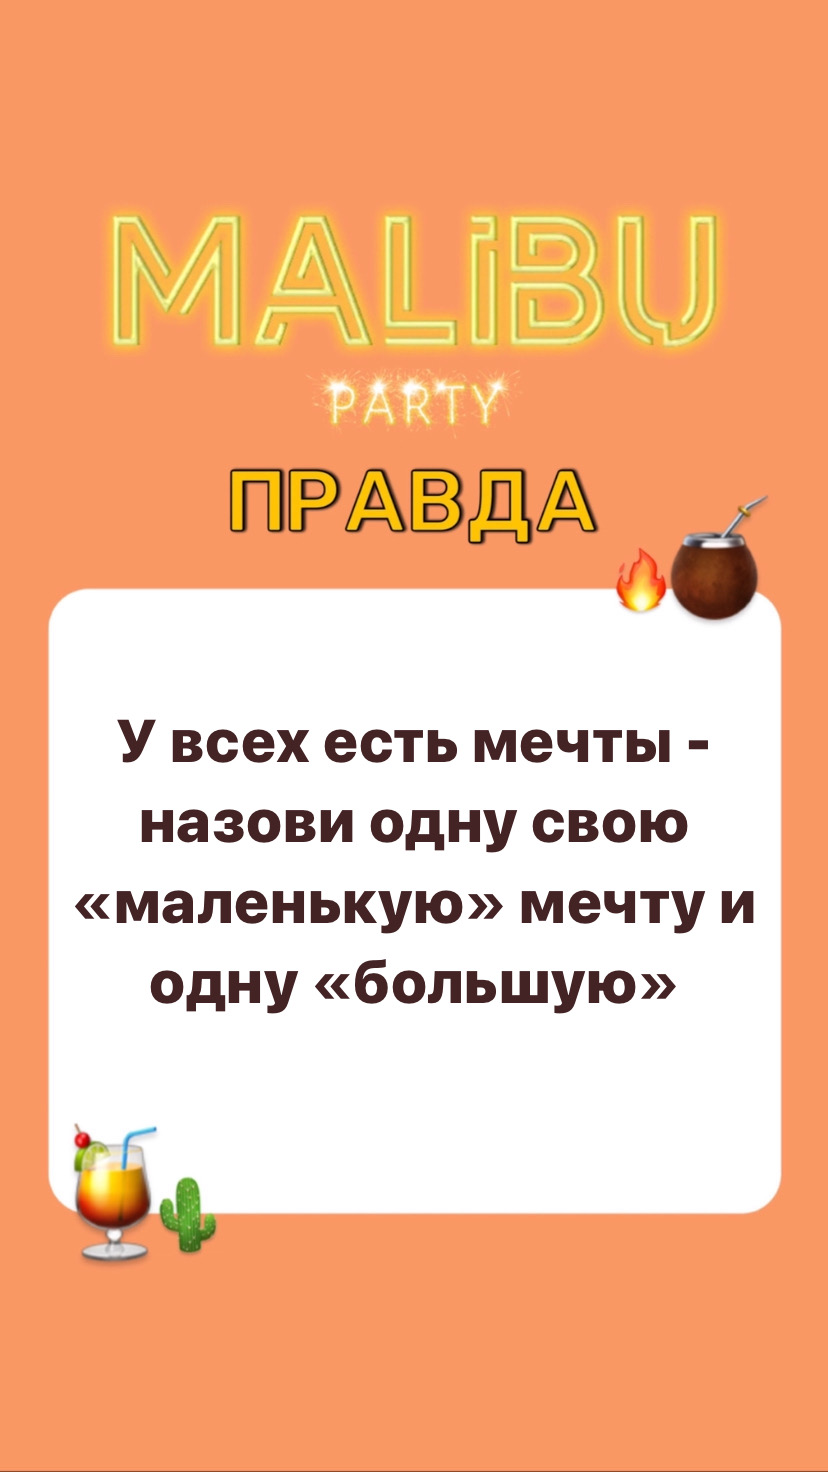 MALIBU
PARTY
ПРАВДА
У всех есть мечты -
назови одну свою
«маленькую» мечту и
одну «большую»